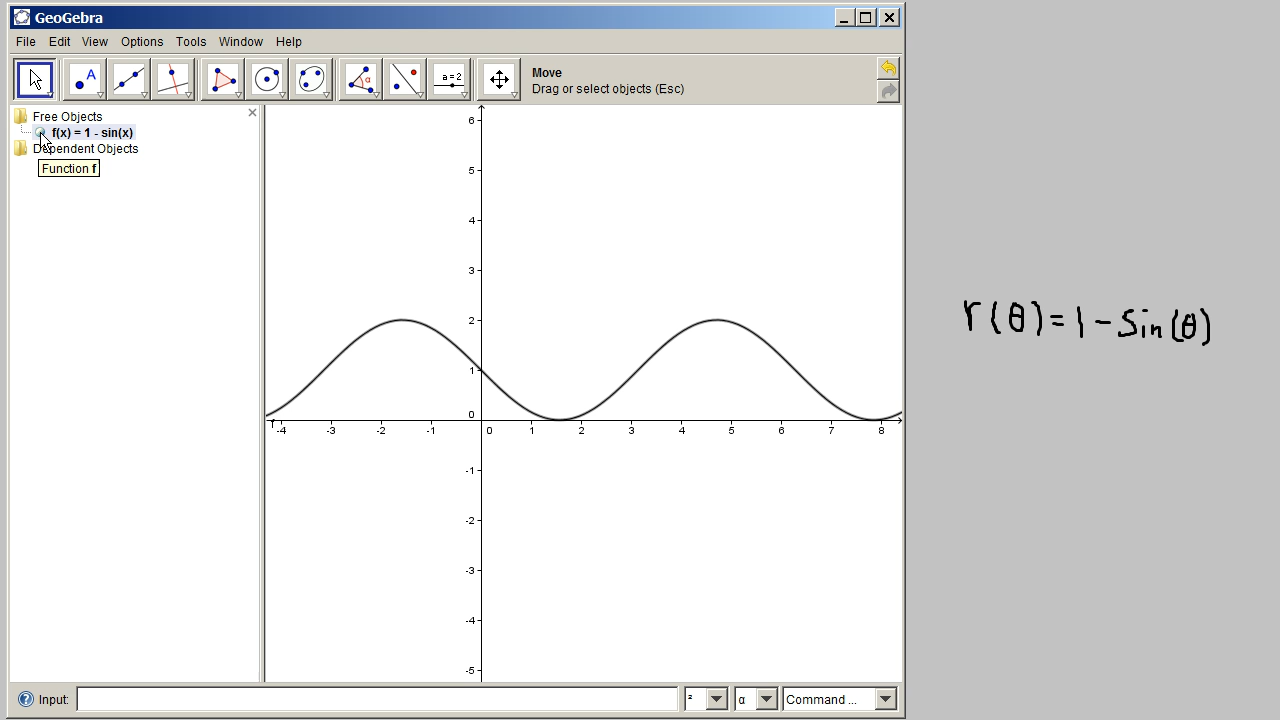 GeoGebra
File Edit View Options Tools Window Help
A
α
a = 2
Move
Drag or select objects (Esc)
Free Objects
f(x) = 1 - sin(x)
Dependent Objects
Function f
6
5
4
3
2
1
0
-4 -3 -2 -1 0 1 2 3 4 5 6 7 8
-1
-2
-3
-4
-5
f
r(θ)=1-sin(θ)
Input: ² α Command ...